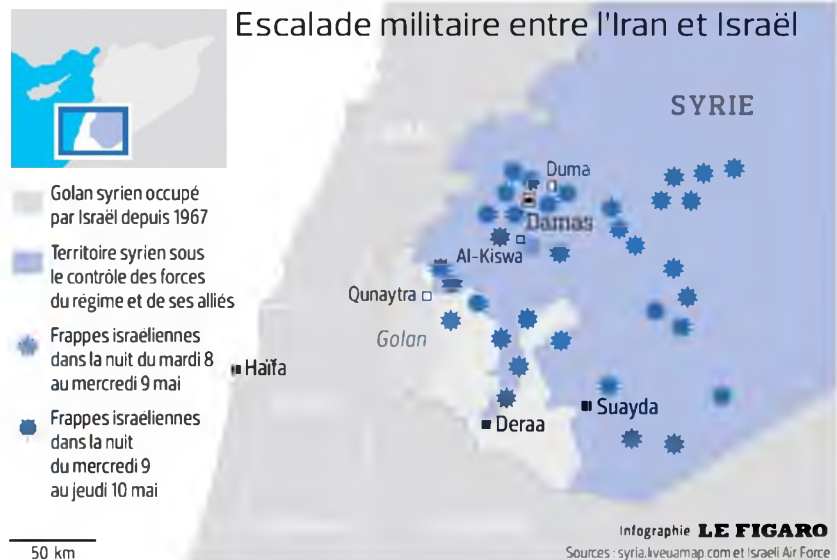 Escalade militaire entre l'Iran et Israël
SYRIE
Golan syrien occupé
par Israël depuis 1967
Territoire syrien sous
le contrôle des forces
du régime et de ses alliés
Frappes israéliennes
dans la nuit du mardi 8
au mercredi 9 mai
Frappes israéliennes
dans la nuit
du mercredi 9
au jeudi 10 mai
50 km
Duma
Damas
Al-Kiswa
Qunaytra
Golan
Haïfa
Suayda
Deraa
Infographie LE FIGARO
Sources : syria.liveuamap.com et Israeli Air Force